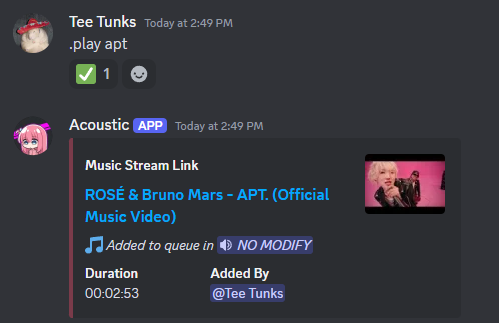 Tee Tunks Today at 2:49 PM
.play apt
1
Acoustic APP Today at 2:49 PM
Music Stream Link
ROSÉ & Bruno Mars - APT. (Official
Music Video)
Added to queue in NO MODIFY
Duration Added By
00:02:53 @Tee Tunks